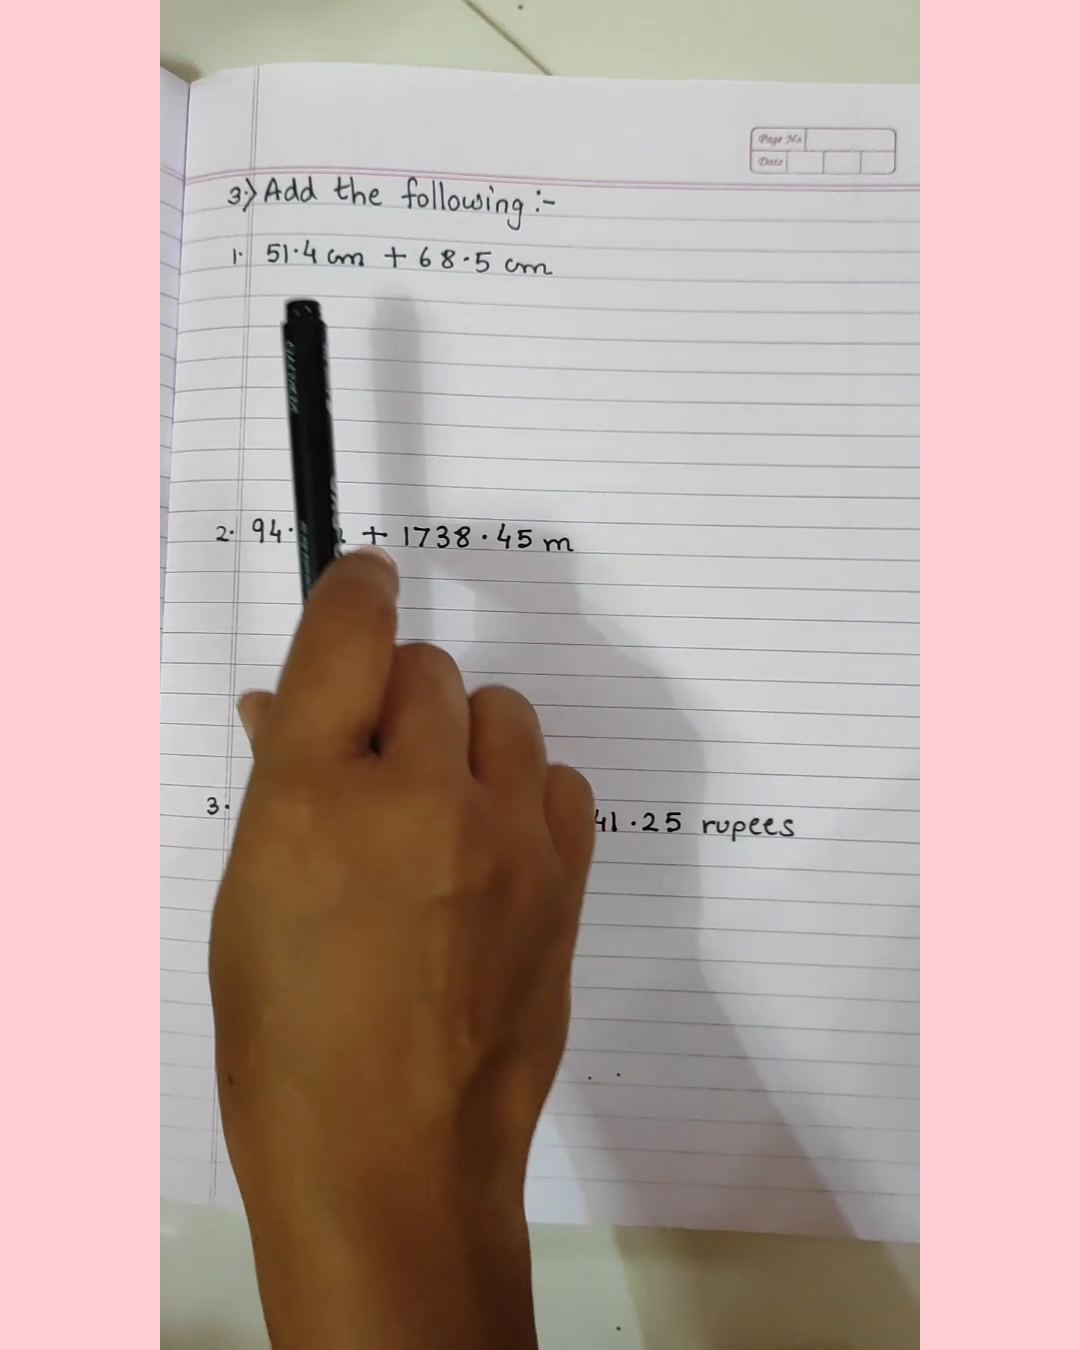 Page No.
Date
3.) Add the following :-
1. 51.4 cm + 68.5 cm
2. 94. + 1738.45 m
3. 41.25 rupees